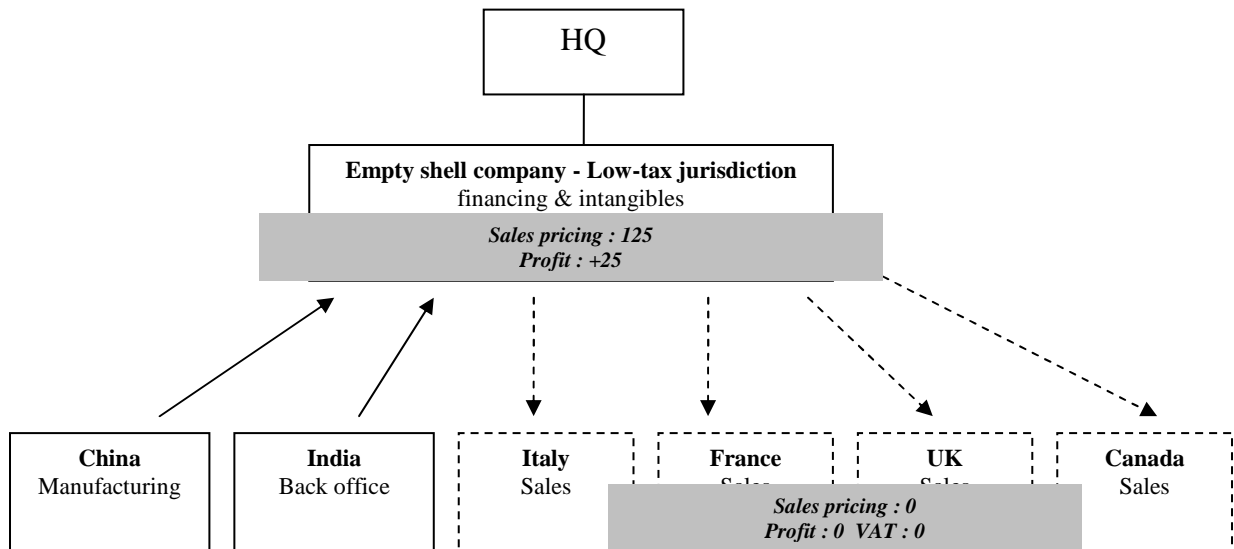 HQ
Empty shell company - Low-tax jurisdiction
financing & intangibles
Sales pricing : 125
Profit : +25
China
Manufacturing
India
Back office
Italy
Sales
France
UK
Canada
Sales
Sales pricing : 0
Profit : 0 VAT : 0